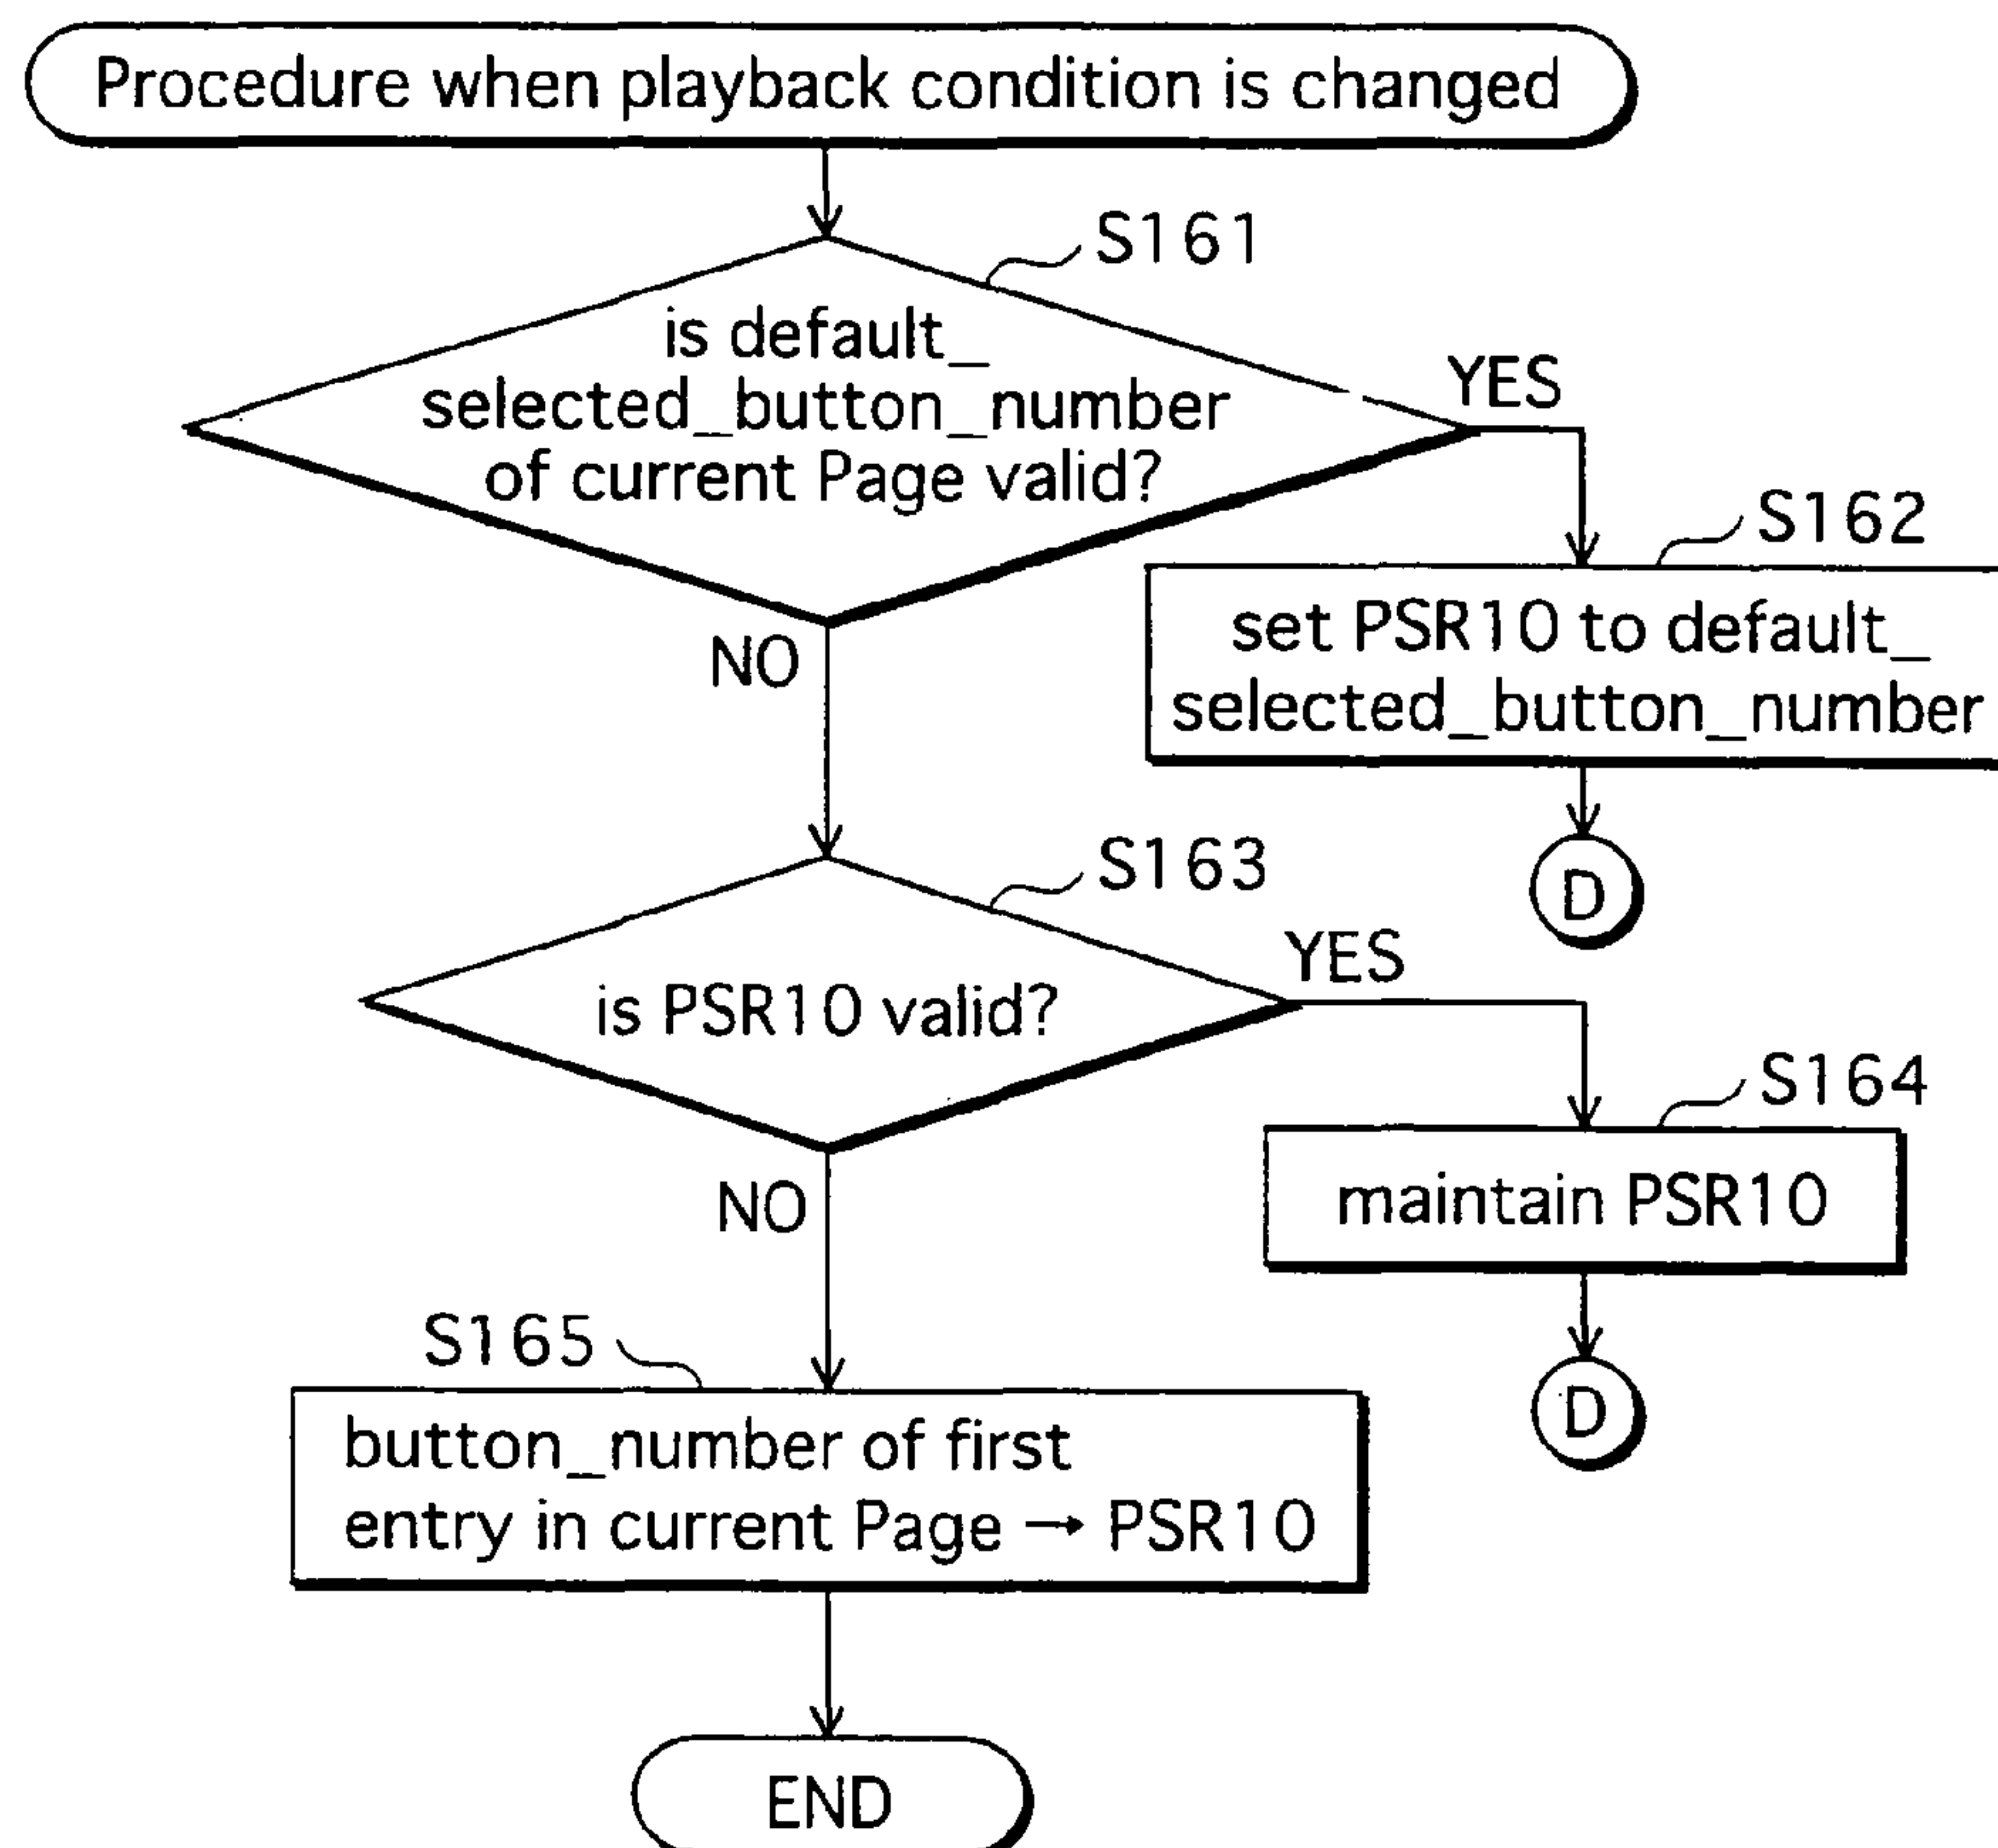 Procedure when playback condition is changed
S161
is default_
selected_button_number
of current Page valid?
YES
NO
S162
set PSR10 to default_
selected_button_number
D
S163
is PSR10 valid?
YES
NO
S164
maintain PSR10
D
S165
button_number of first
entry in current Page → PSR10
END